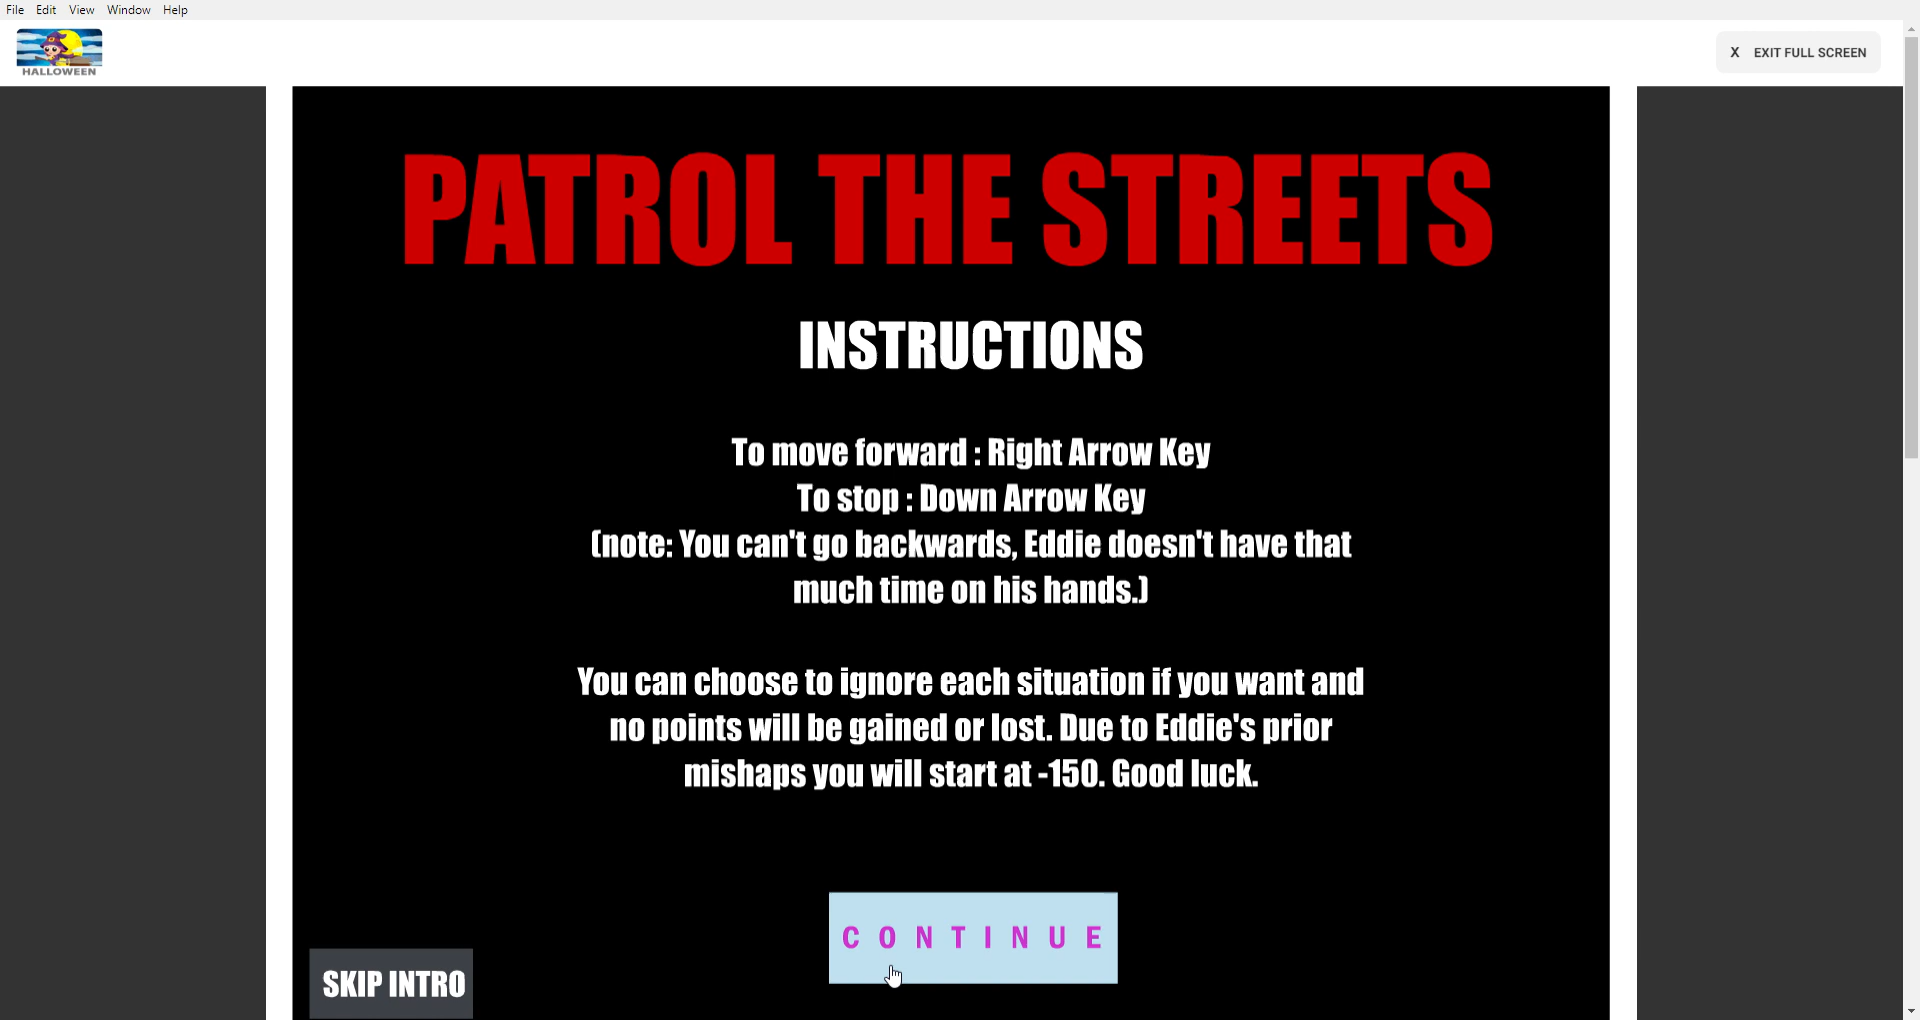 File Edit View Window Help
HALLOWEEN
X EXIT FULL SCREEN
PATROL THE STREETS
INSTRUCTIONS
To move forward : Right Arrow Key
To stop : Down Arrow Key
(note: You can't go backwards, Eddie doesn't have that
much time on his hands.)
You can choose to ignore each situation if you want and
no points will be gained or lost. Due to Eddie's prior
mishaps you will start at -150. Good luck.
CONTINUE
SKIP INTRO